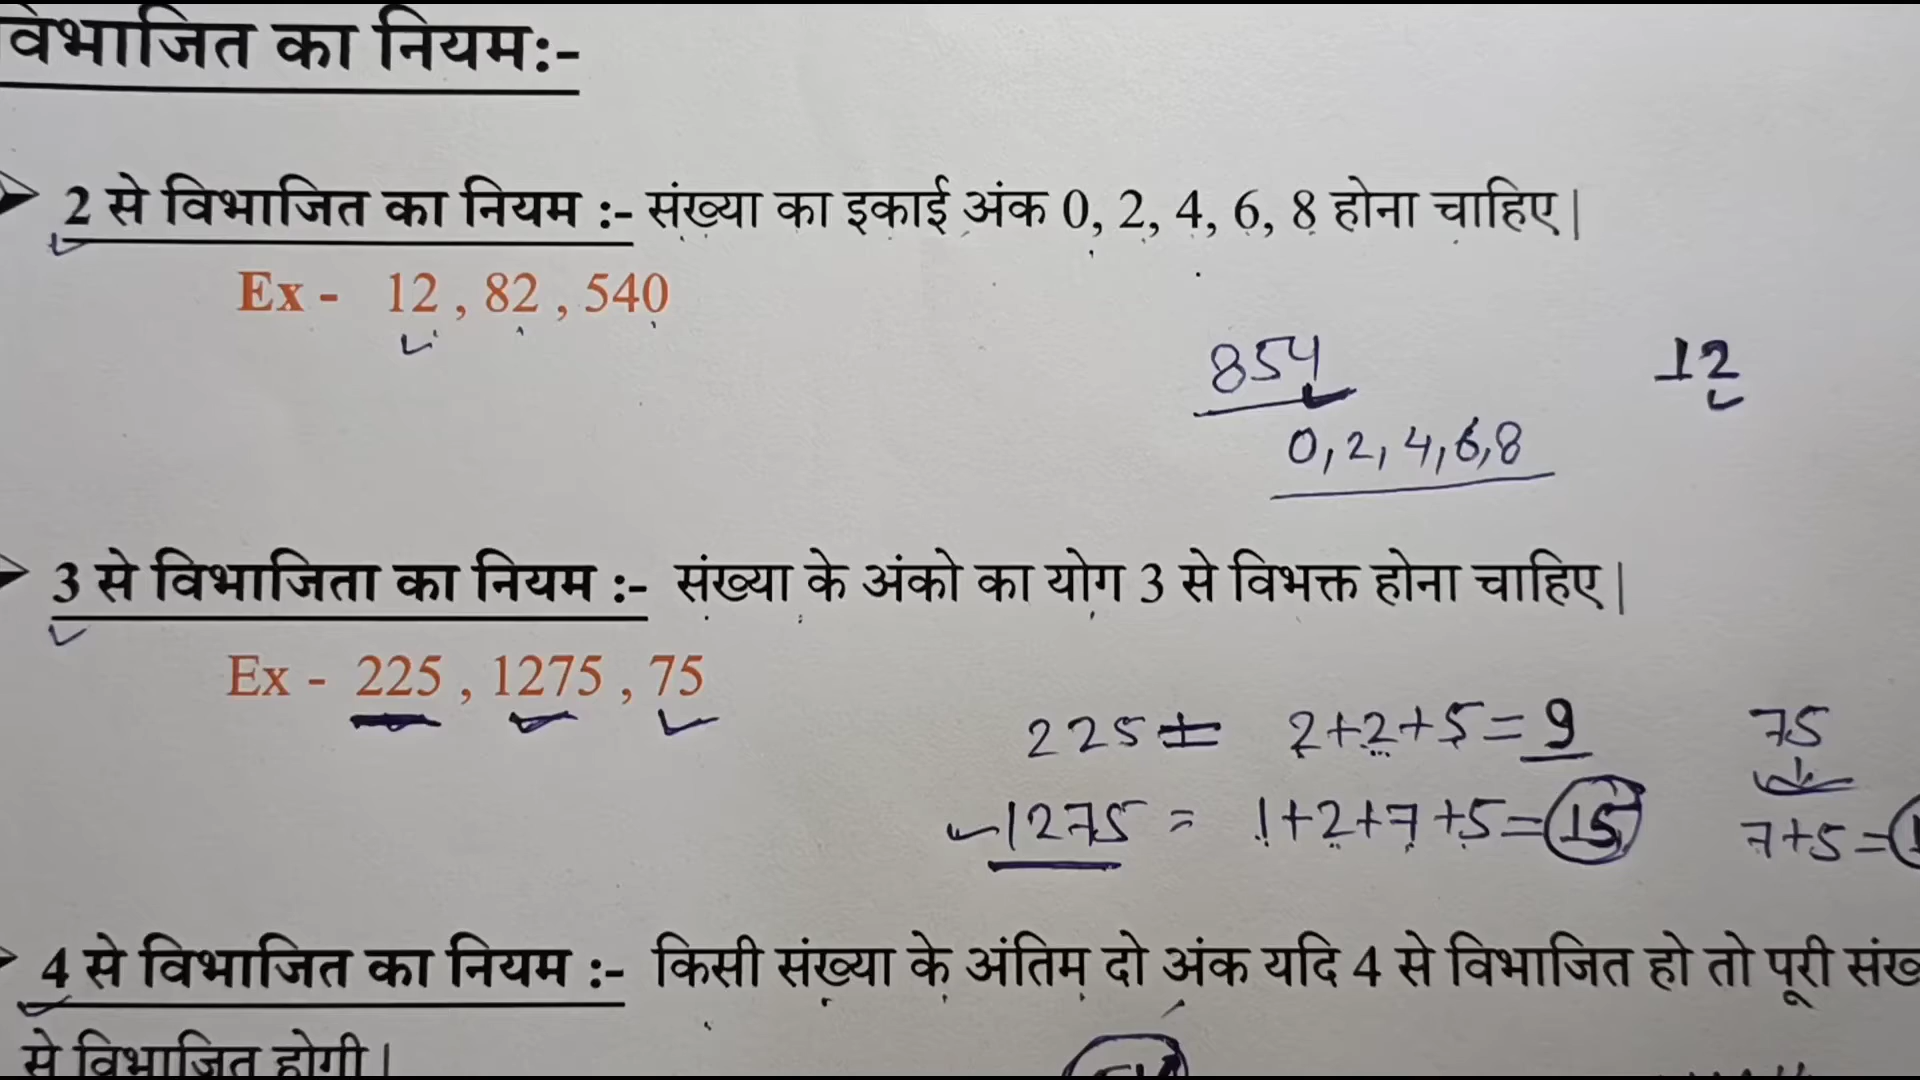 विभाजित का नियम:-
2 से विभाजित का नियम :- संख्या का इकाई अंक 0, 2, 4, 6, 8 होना चाहिए|
Ex - 12 , 82 , 540
854 12
0,2,4,6,8
3 से विभाजिता का नियम :- संख्या के अंको का योग 3 से विभक्त होना चाहिए|
Ex - 225 , 1275 , 75
225 = 2+2+5=9 75
1275 = 1+2+7+5=15 7+5=
4 से विभाजित का नियम :- किसी संख्या के अंतिम दो अंक यदि 4 से विभाजित हो तो पूरी
से विभाजित होगी|